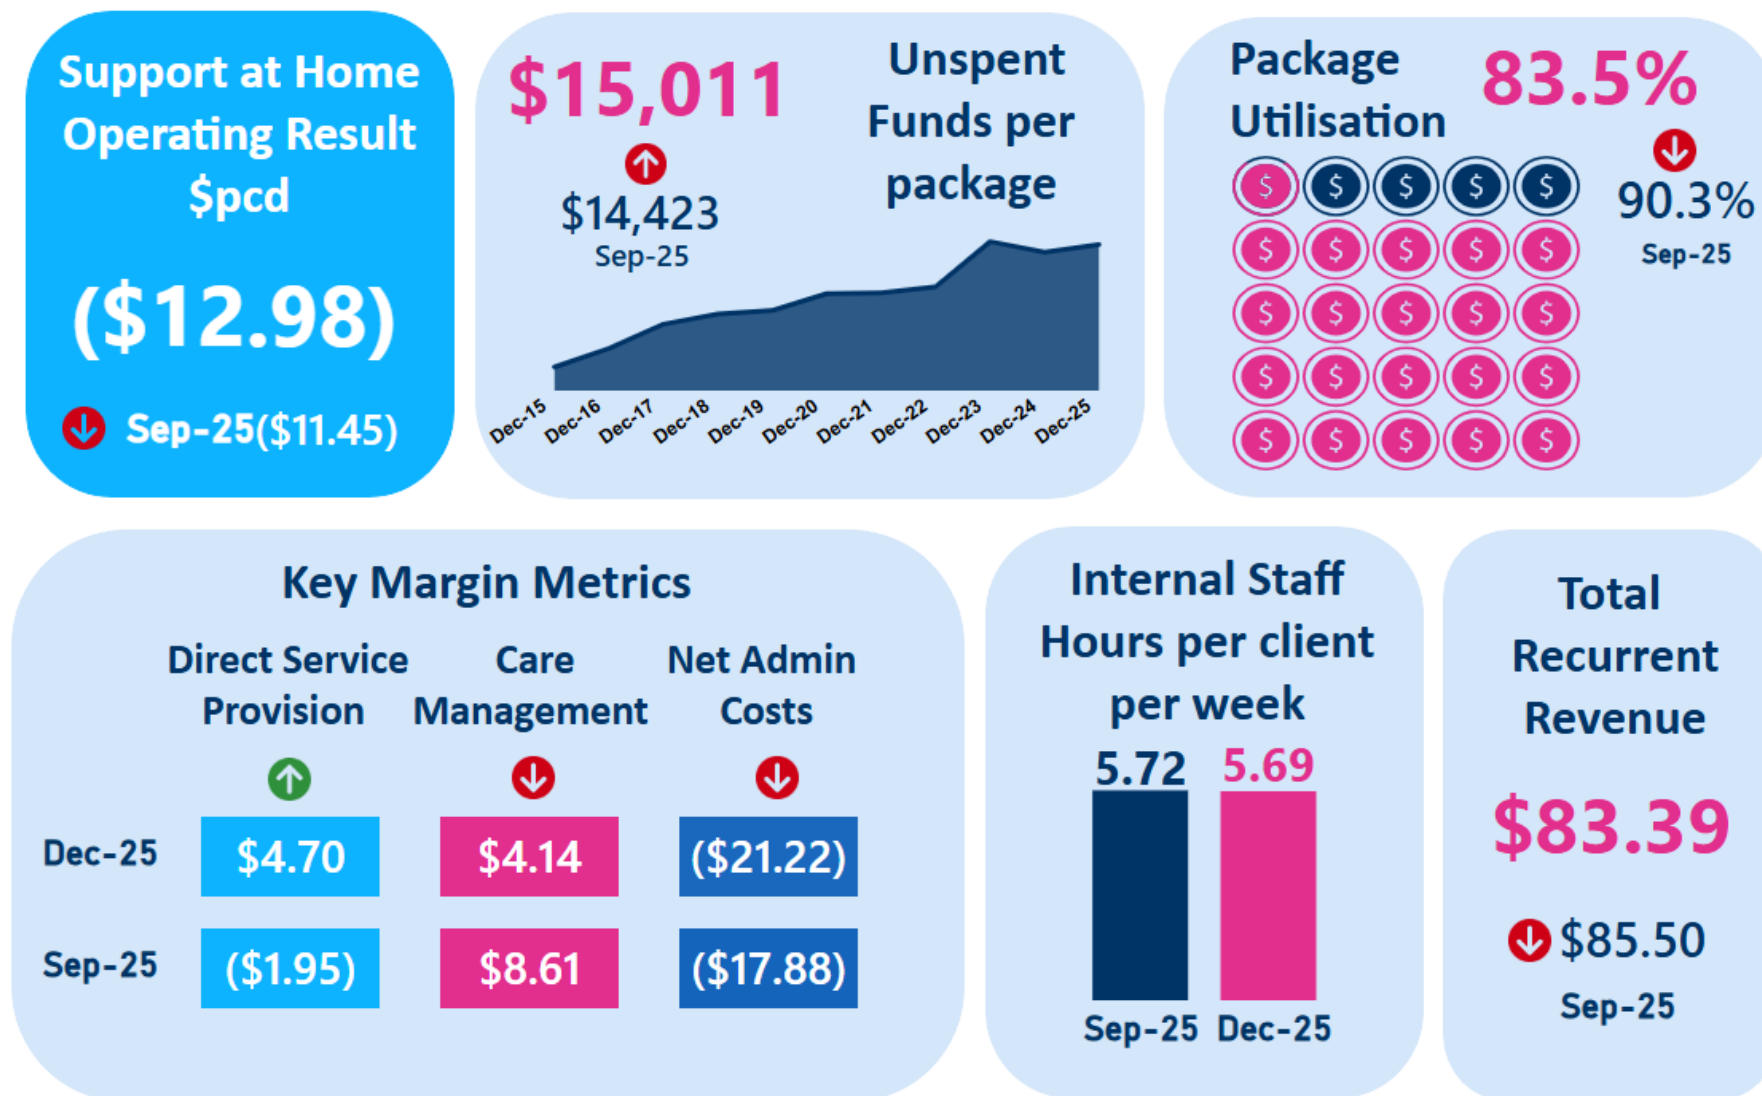 Support at Home
Operating Result
$pcd
($12.98)
Sep-25($11.45)
$15,011
$14,423
Sep-25
Unspent
Funds per
package
Dec-15
Dec-16
Dec-17
Dec-18
Dec-19
Dec-20
Dec-21
Dec-22
Dec-23
Dec-24
Dec-25
Package
Utilisation
83.5%
90.3%
Sep-25
$ $ $ $ $
$ $ $ $ $
$ $ $ $ $
$ $ $ $ $
$ $ $ $ $
Key Margin Metrics
Direct Service
Provision
Care
Management
Net Admin
Costs
Dec-25 $4.70 $4.14 ($21.22)
Sep-25 ($1.95) $8.61 ($17.88)
Internal Staff
Hours per client
per week
5.72 5.69
Sep-25 Dec-25
Total
Recurrent
Revenue
$83.39
$85.50
Sep-25